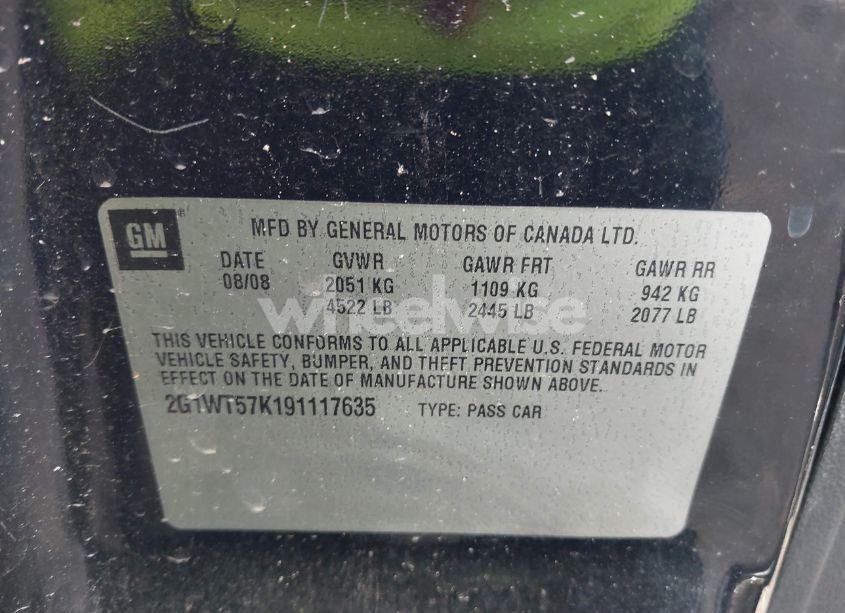 GM
MFD BY GENERAL MOTORS OF CANADA LTD.
DATE GVWR GAWR FRT GAWR RR
08/08 2051 KG 1109 KG 942 KG
4522 LB 2445 LB 2077 LB
wheelwise
THIS VEHICLE CONFORMS TO ALL APPLICABLE U.S. FEDERAL MOTOR
VEHICLE SAFETY, BUMPER, AND THEFT PREVENTION STANDARDS IN
EFFECT ON THE DATE OF MANUFACTURE SHOWN ABOVE.
2G1WT57K191117635 TYPE: PASS CAR